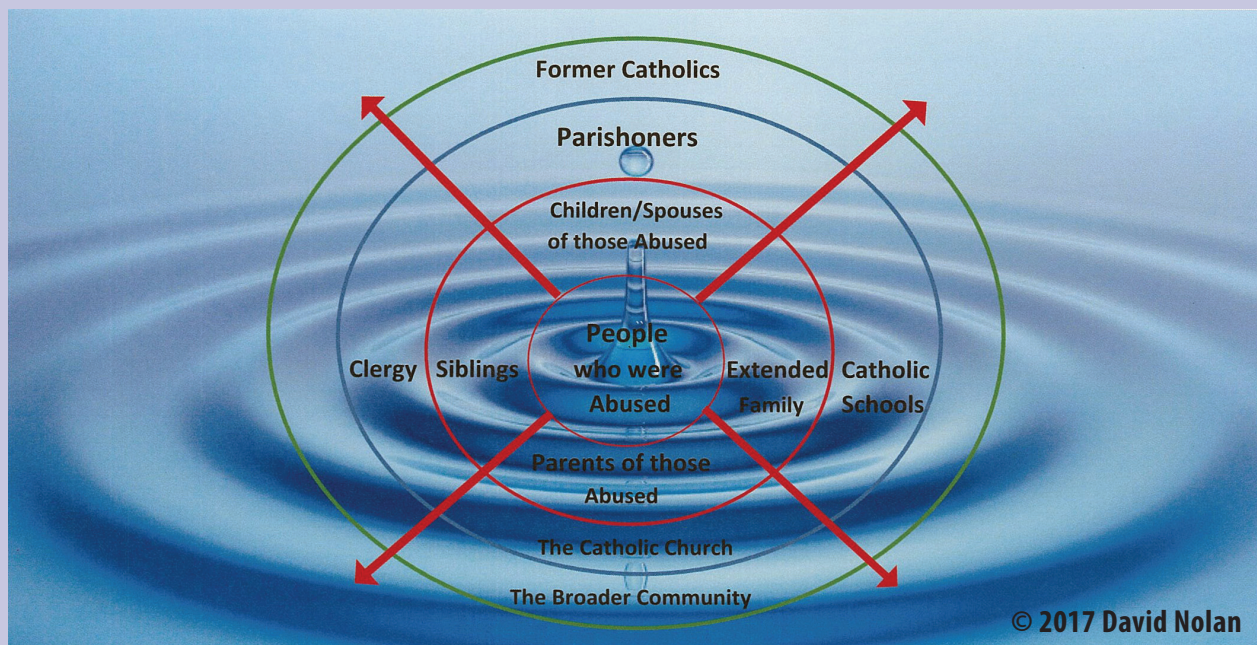 Former Catholics
Parishoners
Children/Spouses
of those Abused
People
who were
Abused
Clergy
Siblings
Extended
Family
Catholic
Schools
Parents of those
Abused
The Catholic Church
The Broader Community
© 2017 David Nolan